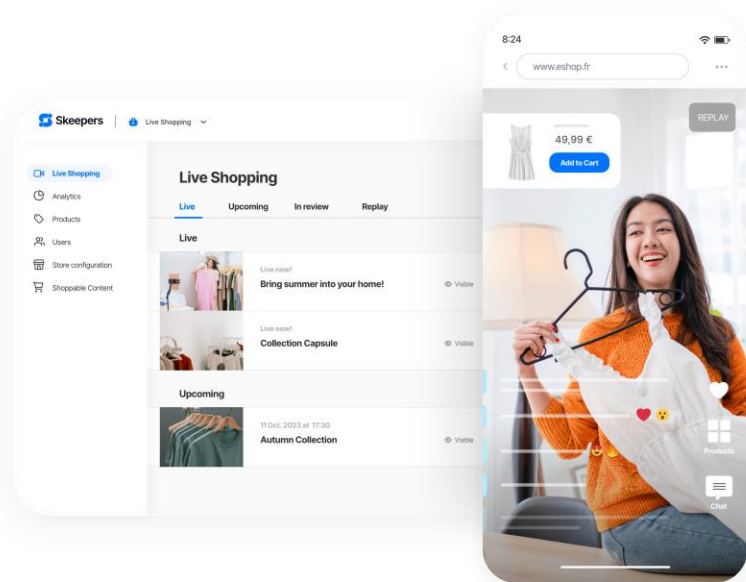 Skeepers
Live Shopping
Live Shopping
Analytics
Products
Users
Store configuration
Shoppable Content
Live Shopping
Live Upcoming In review Replay
Live
Live now!
Bring summer into your home!
Visible
Live now!
Collection Capsule
Visible
Upcoming
11 Oct. 2023 at 17:30
Autumn Collection
Visible
8:24
www.eshop.fr
REPLAY
49,99 €
Add to Cart
Products
Chat